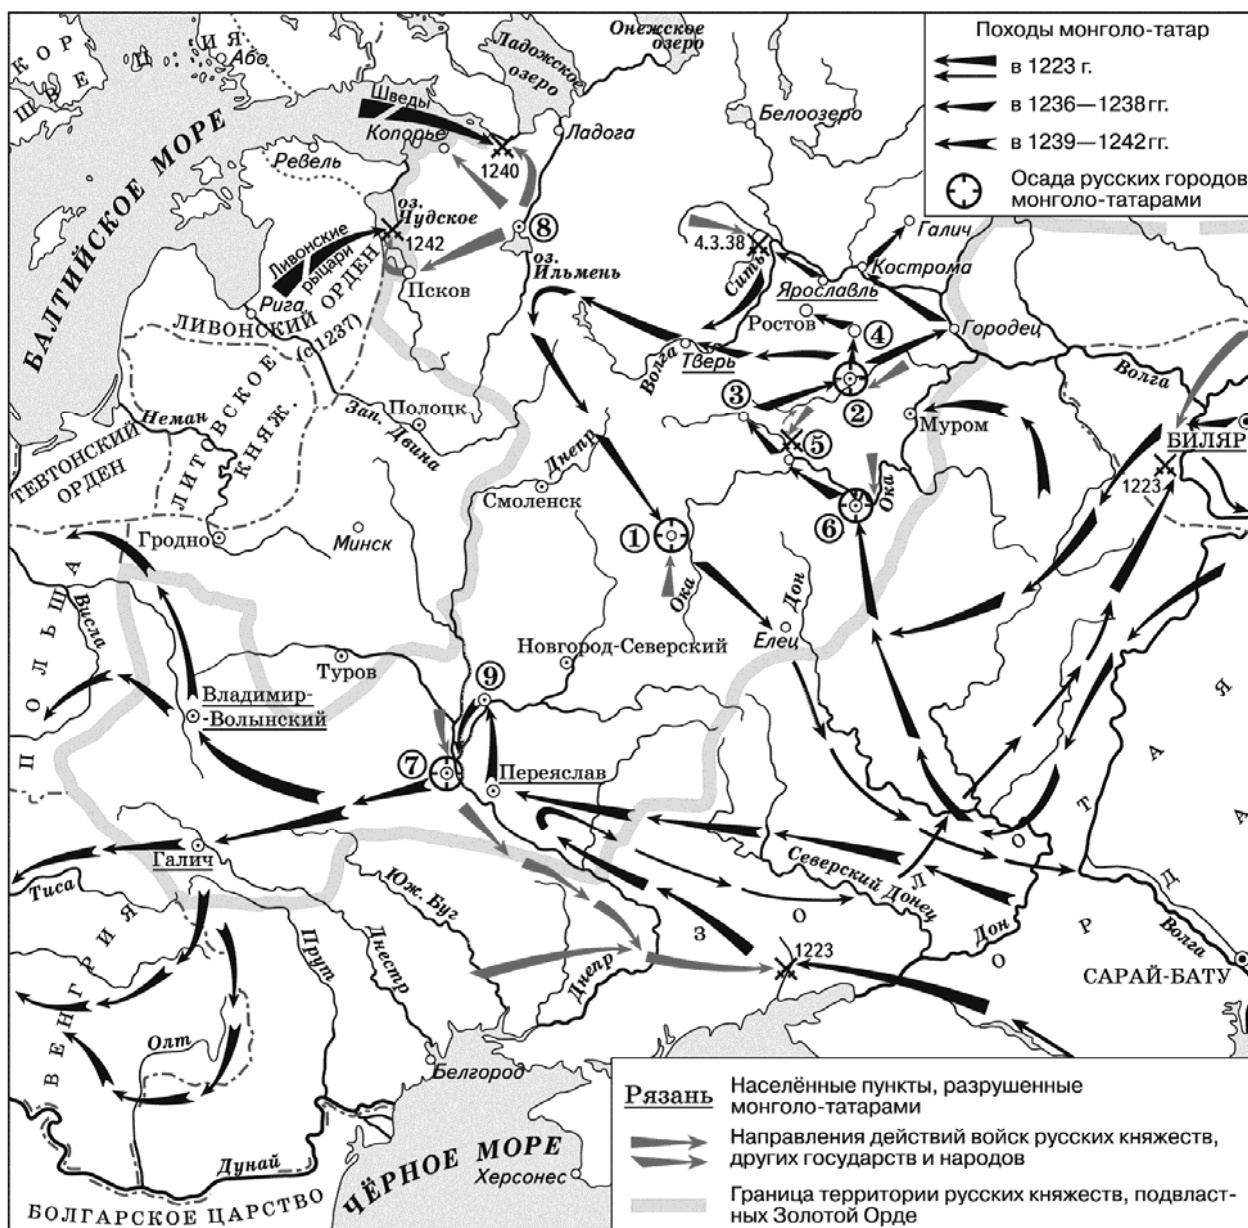 Походы монголо-татар
в 1223 г.
в 1236—1238 гг.
в 1239—1242 гг.
Осада русских городов
монголо-татарами
КОР
ШРЕ
ЦИЯ
Або
Онежское
озеро
Ладожское
озеро
БАЛТИЙСКОЕ МОРЕ
Шведы
Копорье
Ладога
Белоозеро
1240
Ревель
оз.
Чудское
1242
8
оз.
Ильмень
Ливонские
рыцари
Псков
Рига
ЛИВОНСКИЙ ОРДЕН
(с 1237)
4.3.38
Сить
Галич
Кострома
Ярославль
Ростов
4
Городец
Волга
Тверь
Волга
3
2
5
Муром
БИЛЯР
1223
Неман
ТЕВТОНСКИЙ
ОРДЕН
ЛИТОВСКОЕ
КНЯЖ.
Полоцк
Зап. Двина
Днепр
Смоленск
6
Ока
Гродно
Минск
1
Ока
Дон
Елец
ПОЛЬША
Висла
Новгород-Северский
Туров
9
Владимир-
-Волынский
7
Переяслав
Галич
Тиса
Юж. Буг
Северский Донец
Дон
Волга
САРАЙ-БАТУ
ЗОЛОТАЯ
ОРДА
1223
Днепр
Прут
Днестр
ВЕНГРИЯ
Олт
Белгород
Дунай
БОЛГАРСКОЕ ЦАРСТВО
ЧЁРНОЕ МОРЕ
Херсонес
Рязань
Населённые пункты, разрушенные
монголо-татарами
Направления действий войск русских княжеств,
других государств и народов
Граница территории русских княжеств, подвласт-
ных Золотой Орде